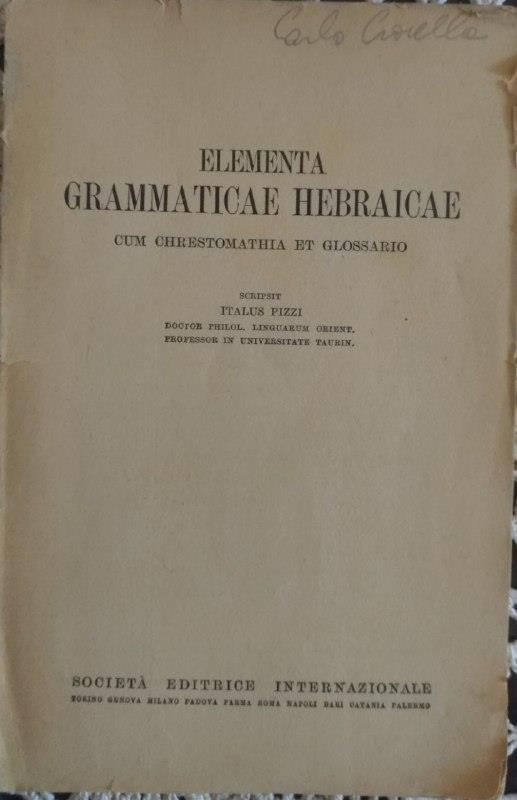 Carlo
ELEMENTA
GRAMMATICAE HEBRAICAE
CUM CHRESTOMATHIA ET GLOSSARIO
SCRIPSIT
ITALUS PIZZI
DOCTOR PHILOL. LINGUARUM ORIENT.
PROFESSOR IN UNIVERSITATE TAURIN.
SOCIETÀ EDITRICE INTERNAZIONALE
TORINO GENOVA MILANO PADOVA PARMA ROMA NAPOLI BARI CATANIA PALERMO